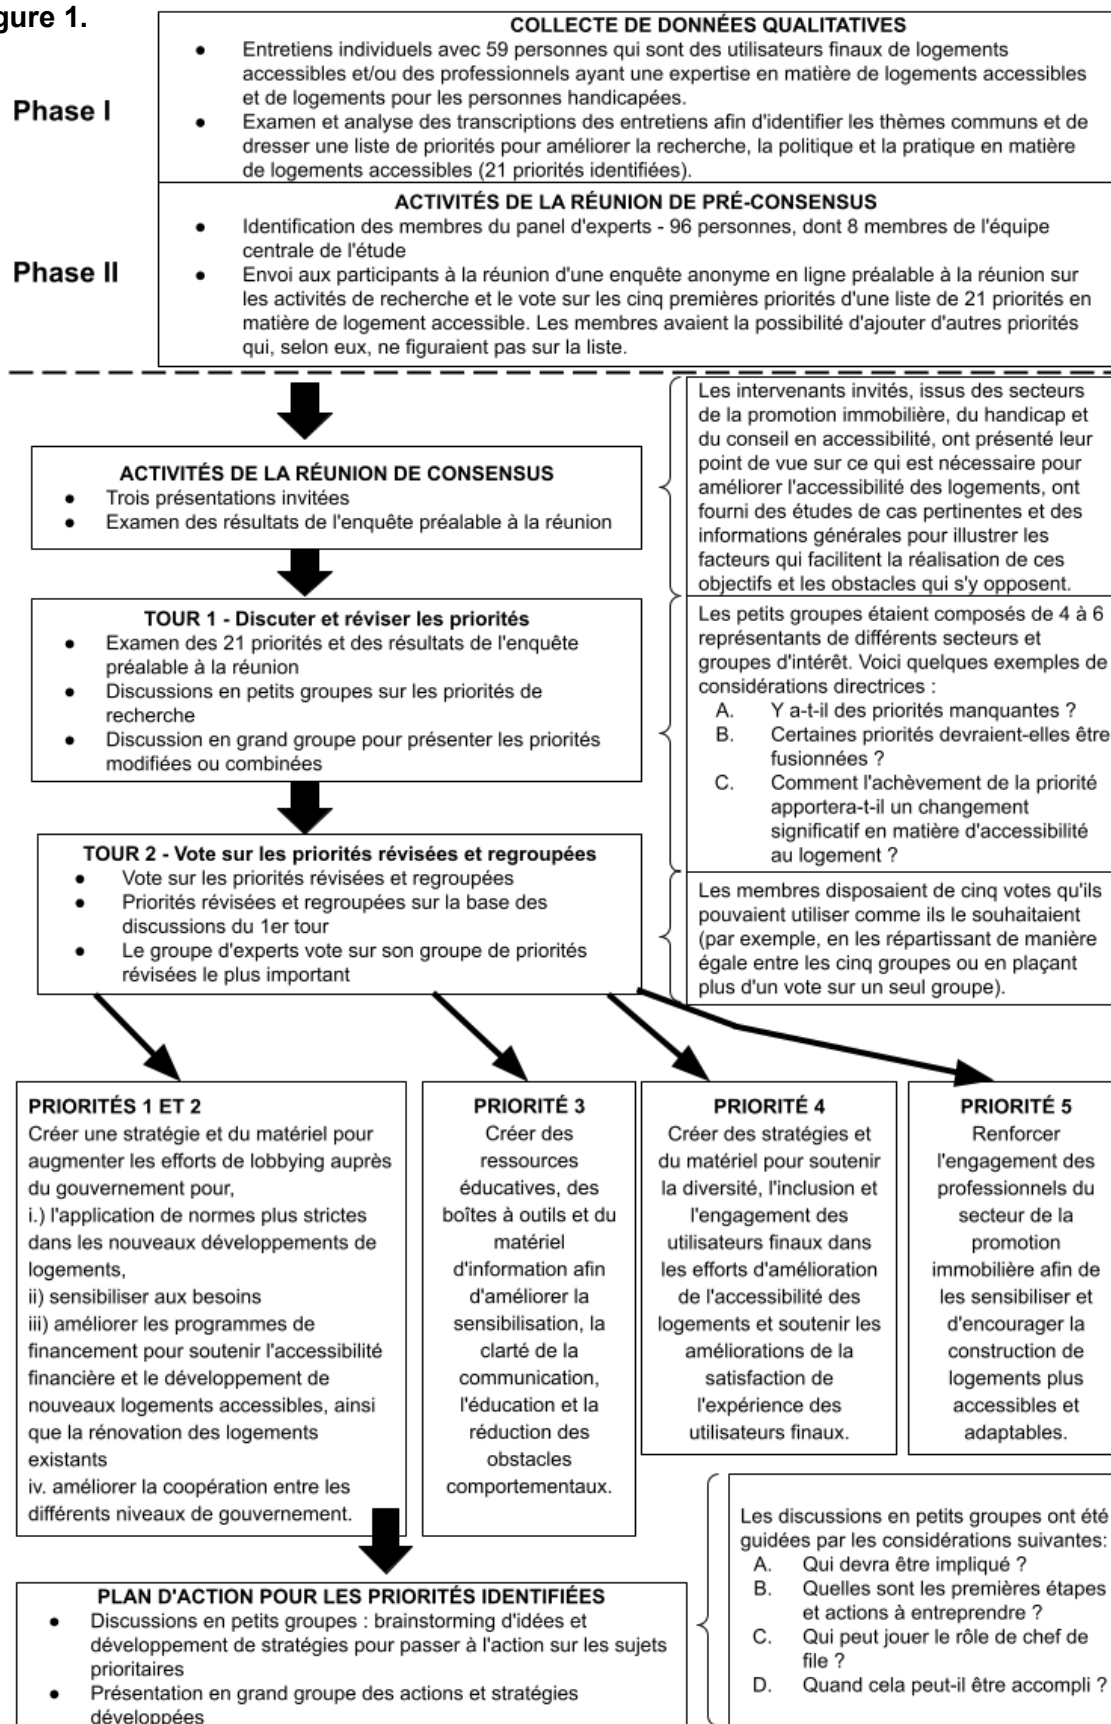 gure 1.
COLLECTE DE DONNÉES QUALITATIVES
● Entretiens individuels avec 59 personnes qui sont des utilisateurs finaux de logements
accessibles et/ou des professionnels ayant une expertise en matière de logements accessibles
et de logements pour les personnes handicapées.
● Examen et analyse des transcriptions des entretiens afin d'identifier les thèmes communs et de
dresser une liste de priorités pour améliorer la recherche, la politique et la pratique en matière
de logements accessibles (21 priorités identifiées).
Phase I
ACTIVITÉS DE LA RÉUNION DE PRÉ-CONSENSUS
● Identification des membres du panel d'experts - 96 personnes, dont 8 membres de l'équipe
centrale de l'étude
● Envoi aux participants à la réunion d'une enquête anonyme en ligne préalable à la réunion sur
les activités de recherche et le vote sur les cinq premières priorités d'une liste de 21 priorités en
matière de logement accessible. Les membres avaient la possibilité d'ajouter d'autres priorités
qui, selon eux, ne figuraient pas sur la liste.
Phase II
ACTIVITÉS DE LA RÉUNION DE CONSENSUS
● Trois présentations invitées
● Examen des résultats de l'enquête préalable à la réunion
Les intervenants invités, issus des secteurs
de la promotion immobilière, du handicap et
du conseil en accessibilité, ont présenté leur
point de vue sur ce qui est nécessaire pour
améliorer l'accessibilité des logements, ont
fourni des études de cas pertinentes et des
informations générales pour illustrer les
facteurs qui facilitent la réalisation de ces
objectifs et les obstacles qui s'y opposent.
TOUR 1 - Discuter et réviser les priorités
● Examen des 21 priorités et des résultats de l'enquête
préalable à la réunion
● Discussions en petits groupes sur les priorités de
recherche
● Discussion en grand groupe pour présenter les priorités
modifiées ou combinées
Les petits groupes étaient composés de 4 à 6
représentants de différents secteurs et
groupes d'intérêt. Voici quelques exemples de
considérations directrices :
A. Y a-t-il des priorités manquantes ?
B. Certaines priorités devraient-elles être
fusionnées ?
C. Comment l'achèvement de la priorité
apportera-t-il un changement
significatif en matière d'accessibilité
au logement ?
TOUR 2 - Vote sur les priorités révisées et regroupées
● Vote sur les priorités révisées et regroupées
● Priorités révisées et regroupées sur la base des
discussions du 1er tour
● Le groupe d'experts vote sur son groupe de priorités
révisées le plus important
Les membres disposaient de cinq votes qu'ils
pouvaient utiliser comme ils le souhaitaient
(par exemple, en les répartissant de manière
égale entre les cinq groupes ou en plaçant
plus d'un vote sur un seul groupe).
PRIORITÉS 1 ET 2
Créer une stratégie et du matériel pour
augmenter les efforts de lobbying auprès
du gouvernement pour,
i.) l'application de normes plus strictes
dans les nouveaux développements de
logements,
ii) sensibiliser aux besoins
iii) améliorer les programmes de
financement pour soutenir l'accessibilité
financière et le développement de
nouveaux logements accessibles, ainsi
que la rénovation des logements
existants
iv. améliorer la coopération entre les
différents niveaux de gouvernement.
PRIORITÉ 3
Créer des
ressources
éducatives, des
boîtes à outils et du
matériel
d'information afin
d'améliorer la
sensibilisation, la
clarté de la
communication,
l'éducation et la
réduction des
obstacles
comportementaux.
PRIORITÉ 4
Créer des stratégies et
du matériel pour soutenir
la diversité, l'inclusion et
l'engagement des
utilisateurs finaux dans
les efforts d'amélioration
de l'accessibilité des
logements et soutenir les
améliorations de la
satisfaction de
l'expérience des
utilisateurs finaux.
PRIORITÉ 5
Renforcer
l'engagement des
professionnels du
secteur de la
promotion
immobilière afin de
les sensibiliser et
d'encourager la
construction de
logements plus
accessibles et
adaptables.
PLAN D'ACTION POUR LES PRIORITÉS IDENTIFIÉES
● Discussions en petits groupes : brainstorming d'idées et
développement de stratégies pour passer à l'action sur les sujets
prioritaires
● Présentation en grand groupe des actions et stratégies
développées
Les discussions en petits groupes ont été
guidées par les considérations suivantes:
A. Qui devra être impliqué ?
B. Quelles sont les premières étapes
et actions à entreprendre ?
C. Qui peut jouer le rôle de chef de
file ?
D. Quand cela peut-il être accompli ?